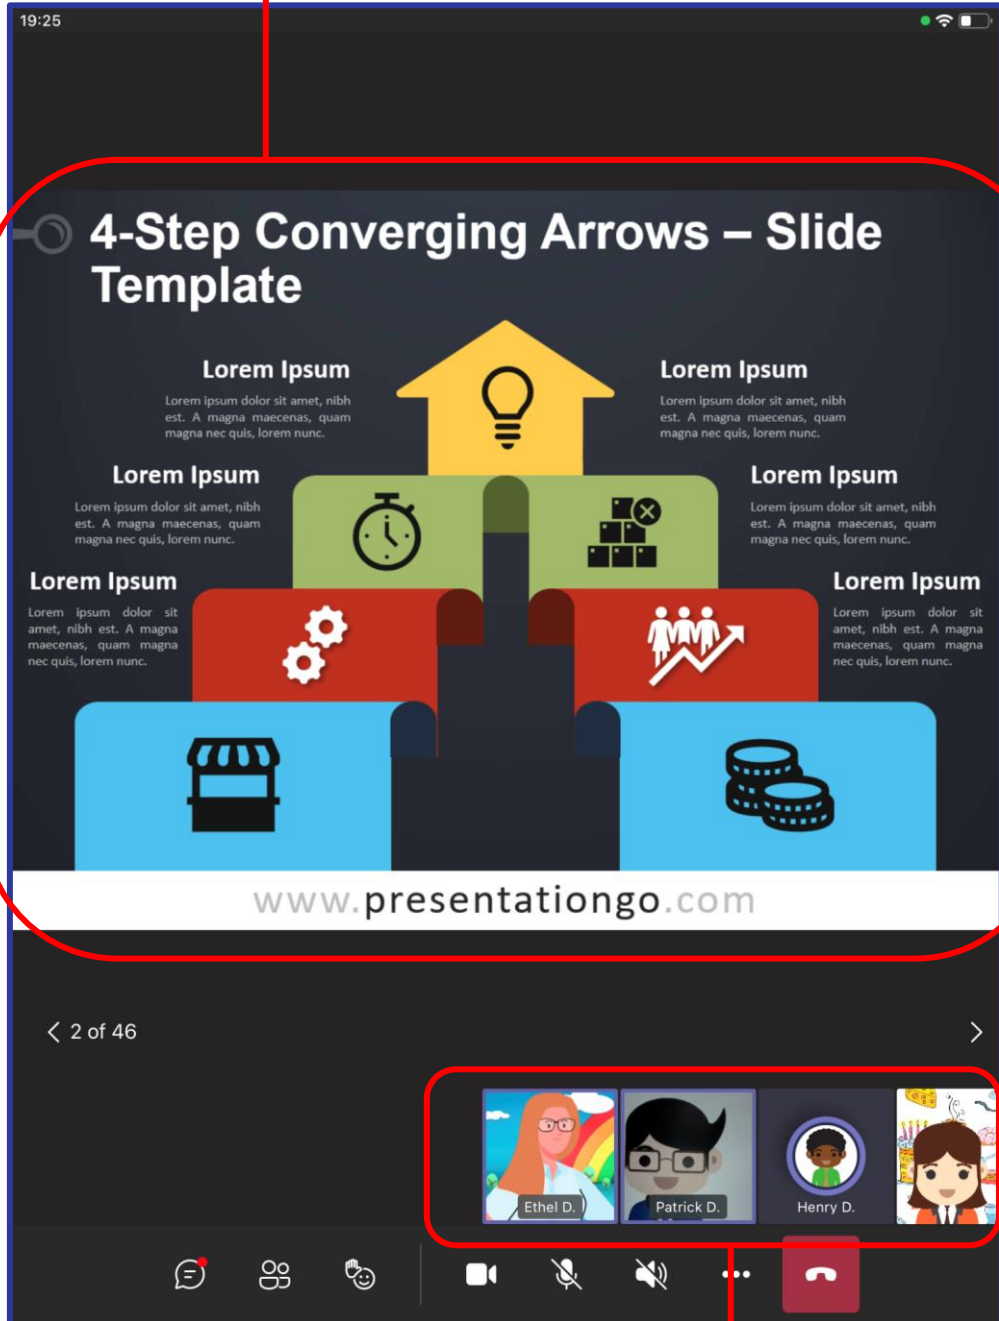 19:25
4-Step Converging Arrows – Slide
Template
Lorem Ipsum
Lorem ipsum dolor sit amet, nibh
est. A magna maecenas, quam
magna nec quis, lorem nunc.
Lorem Ipsum
Lorem ipsum dolor sit amet, nibh
est. A magna maecenas, quam
magna nec quis, lorem nunc.
Lorem Ipsum
Lorem ipsum dolor sit amet, nibh
est. A magna maecenas, quam
magna nec quis, lorem nunc.
Lorem Ipsum
Lorem ipsum dolor sit amet, nibh
est. A magna maecenas, quam
magna nec quis, lorem nunc.
Lorem Ipsum
Lorem ipsum dolor sit
amet, nibh est. A magna
maecenas, quam magna
nec quis, lorem nunc.
Lorem Ipsum
Lorem ipsum dolor sit
amet, nibh est. A magna
maecenas, quam magna
nec quis, lorem nunc.
www.presentationgo.com
2 of 46
Ethel D.
Patrick D.
Henry D.